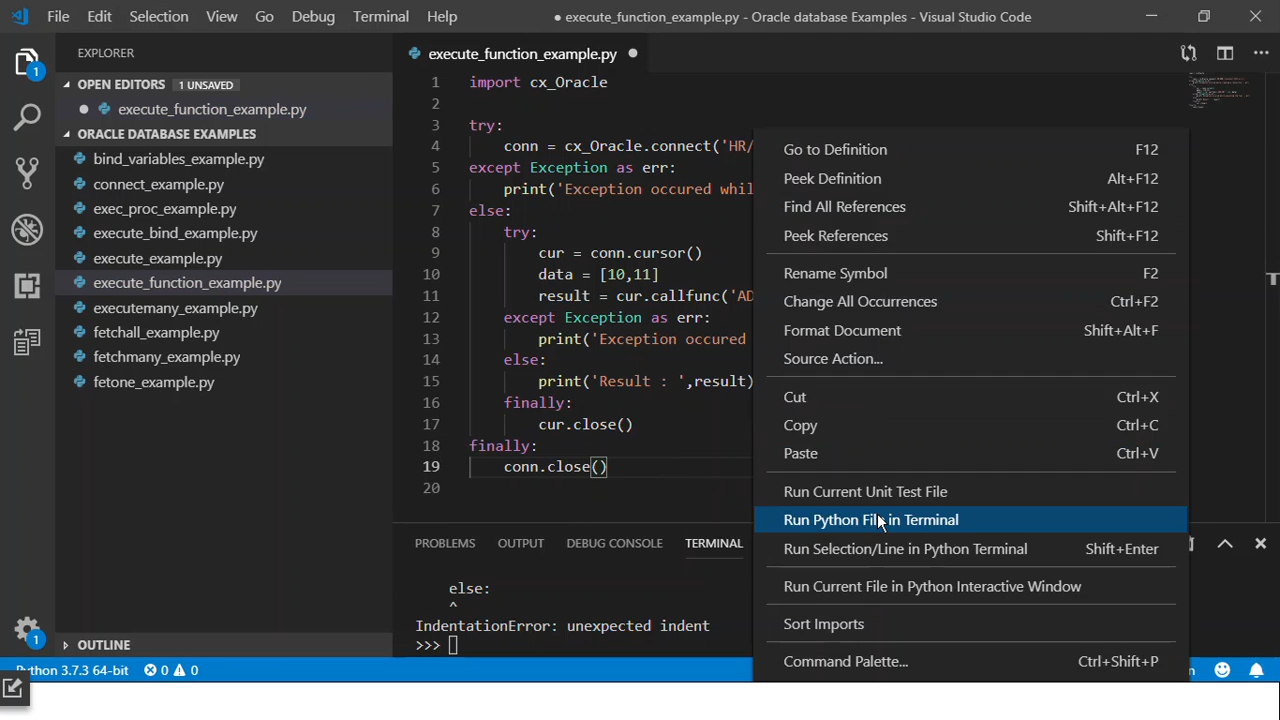 File Edit Selection View Go Debug Terminal Help ● execute_function_example.py - Oracle database Examples - Visual Studio Code
EXPLORER
OPEN EDITORS 1 UNSAVED
execute_function_example.py
ORACLE DATABASE EXAMPLES
bind_variables_example.py
connect_example.py
exec_proc_example.py
execute_bind_example.py
execute_example.py
execute_function_example.py
executemany_example.py
fetchall_example.py
fetchmany_example.py
fetone_example.py
OUTLINE
1
1
execute_function_example.py
1 import cx_Oracle
2
3 try:
4 conn = cx_Oracle.connect('HR/
5 except Exception as err:
6 print('Exception occured whil
7 else:
8 try:
9 cur = conn.cursor()
10 data = [10,11]
11 result = cur.callfunc('AD
12 except Exception as err:
13 print('Exception occured
14 else:
15 print('Result : ',result)
16 finally:
17 cur.close()
18 finally:
19 conn.close()
20
Go to Definition F12
Peek Definition Alt+F12
Find All References Shift+Alt+F12
Peek References Shift+F12
Rename Symbol F2
Change All Occurrences Ctrl+F2
Format Document Shift+Alt+F
Source Action...
Cut Ctrl+X
Copy Ctrl+C
Paste Ctrl+V
Run Current Unit Test File
Run Python File in Terminal
Run Selection/Line in Python Terminal Shift+Enter
Run Current File in Python Interactive Window
Sort Imports
Command Palette... Ctrl+Shift+P
PROBLEMS OUTPUT DEBUG CONSOLE TERMINAL
else:
^
IndentationError: unexpected indent
>>>
Python 3.7.3 64-bit 0 0